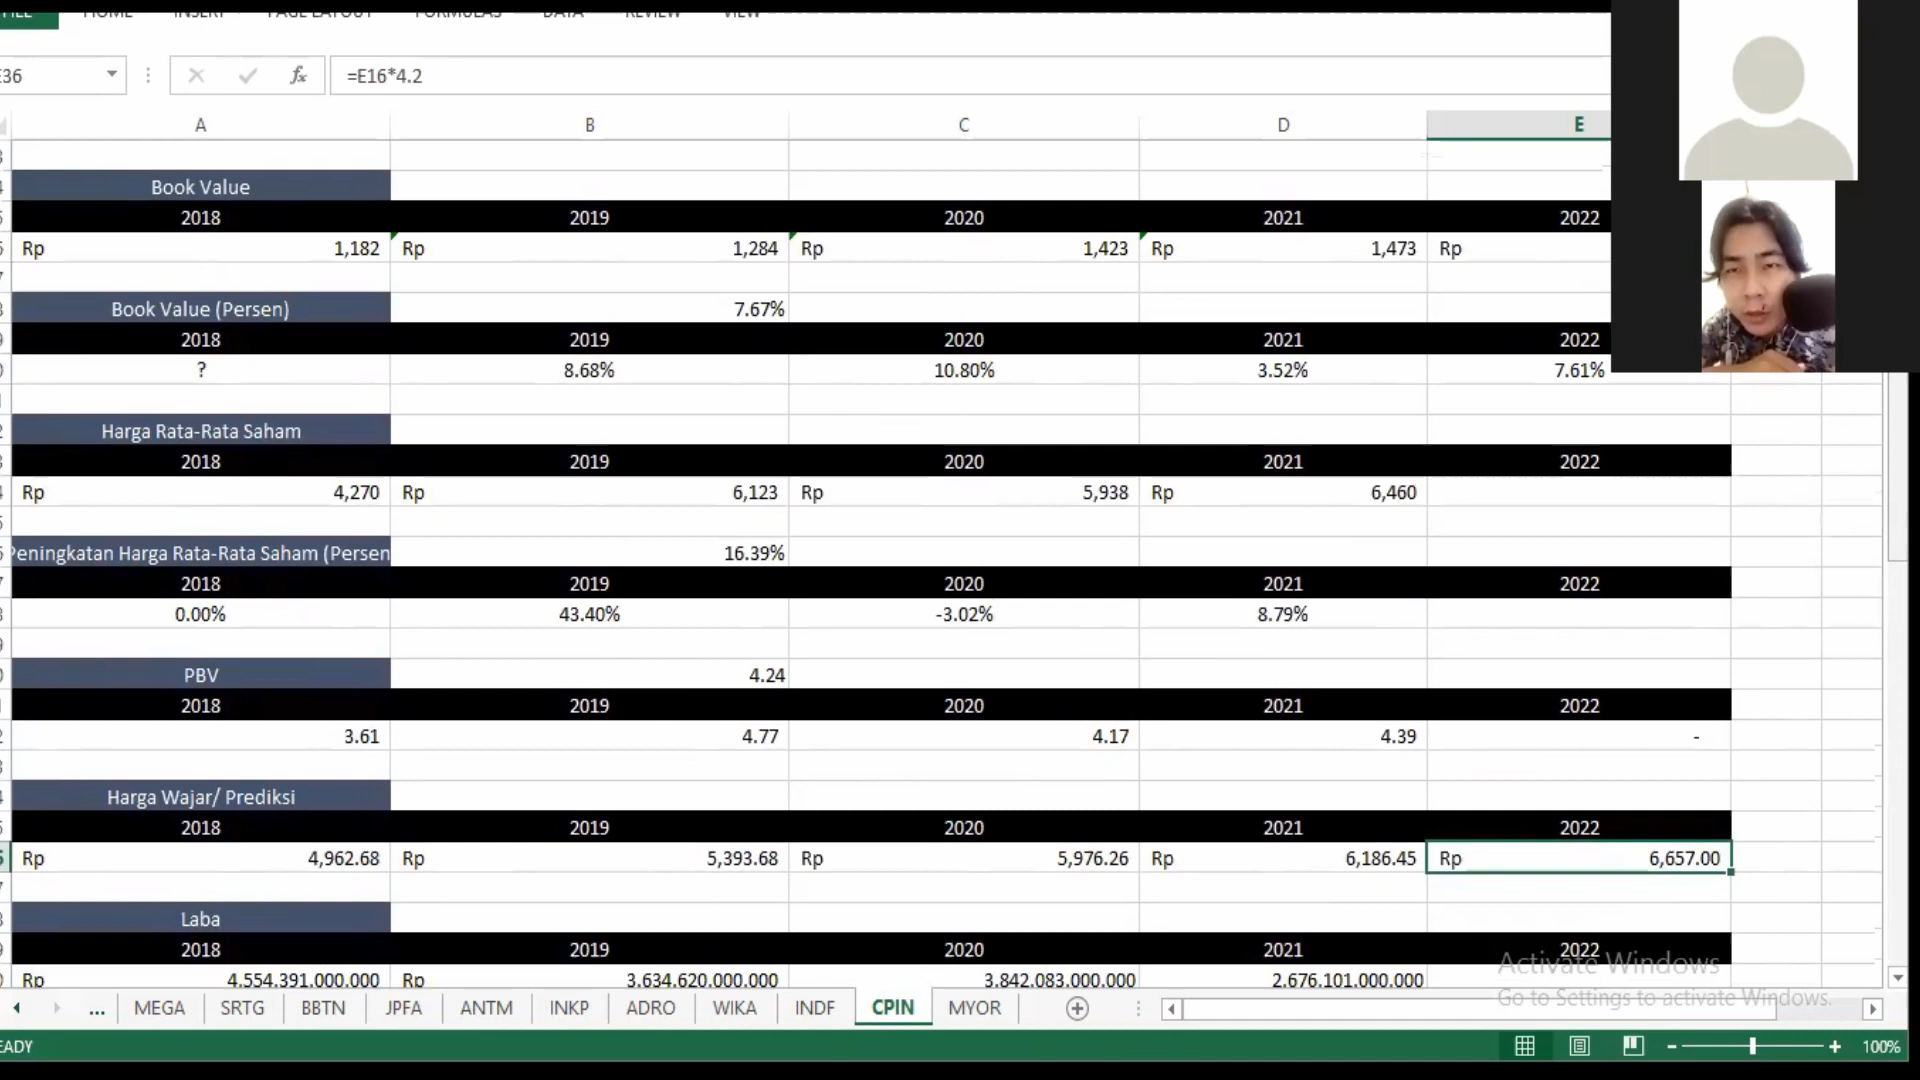 =E16*4.2
A B C D E
Book Value
2018 2019 2020 2021 2022
Rp 1,182 Rp 1,284 Rp 1,423 Rp 1,473 Rp
Book Value (Persen) 7.67%
2018 2019 2020 2021 2022
? 8.68% 10.80% 3.52% 7.61%
Harga Rata-Rata Saham
2018 2019 2020 2021 2022
Rp 4,270 Rp 6,123 Rp 5,938 Rp 6,460
Peningkatan Harga Rata-Rata Saham (Persen 16.39%
2018 2019 2020 2021 2022
0.00% 43.40% -3.02% 8.79%
PBV 4.24
2018 2019 2020 2021 2022
3.61 4.77 4.17 4.39 -
Harga Wajar/ Prediksi
2018 2019 2020 2021 2022
Rp 4,962.68 Rp 5,393.68 Rp 5,976.26 Rp 6,186.45 Rp 6,657.00
Laba
2018 2019 2020 2021 2022
Rp 4.554.391.000.000 Rp 3.634.620.000.000 3.842.083.000.000 2.676.101.000.000
Activate Windows
Go to Settings to activate Windows.
... MEGA SRTG BBTN JPFA ANTM INKP ADRO WIKA INDF CPIN MYOR
100%